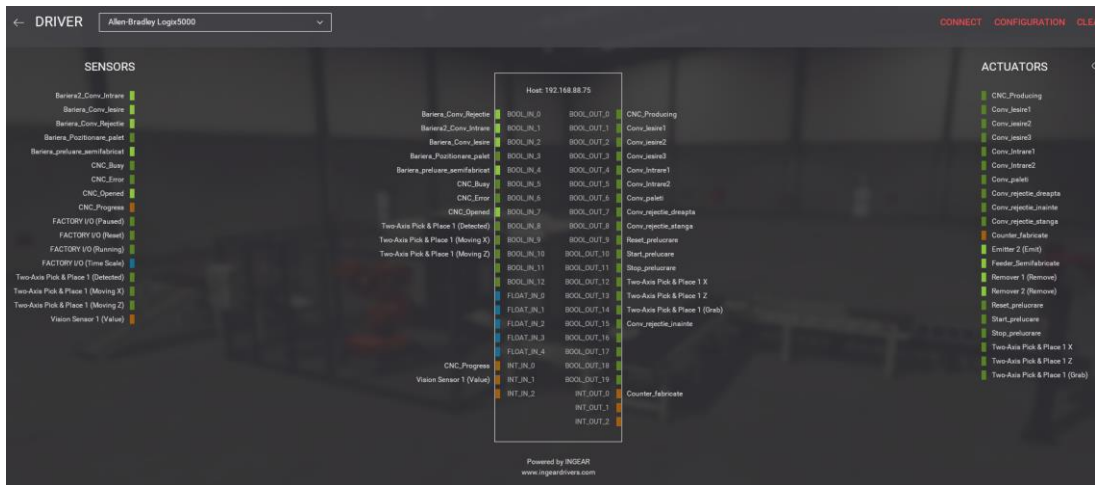 ← DRIVER Allen-Bradley Logix5000 CONNECT CONFIGURATION CLEA
SENSORS
Bariera2_Conv_Intrare
Bariera_Conv_Iesire
Bariera_Conv_Rejectie
Bariera_Pozitionare_palet
Bariera_preluare_semifabricat
CNC_Busy
CNC_Error
CNC_Opened
CNC_Progress
FACTORY I/O (Paused)
FACTORY I/O (Reset)
FACTORY I/O (Running)
FACTORY I/O (Time Scale)
Two-Axis Pick & Place 1 (Detected)
Two-Axis Pick & Place 1 (Moving X)
Two-Axis Pick & Place 1 (Moving Z)
Vision Sensor 1 (Value)
Host: 192.168.88.75
Bariera_Conv_Rejectie BOOL_IN_0 BOOL_OUT_0 CNC_Producing
Bariera2_Conv_Intrare BOOL_IN_1 BOOL_OUT_1 Conv_Iesire1
Bariera_Conv_Iesire BOOL_IN_2 BOOL_OUT_2 Conv_iesire2
Bariera_Pozitionare_palet BOOL_IN_3 BOOL_OUT_3 Conv_iesire3
Bariera_preluare_semifabricat BOOL_IN_4 BOOL_OUT_4 Conv_Intrare1
CNC_Busy BOOL_IN_5 BOOL_OUT_5 Conv_Intrare2
CNC_Error BOOL_IN_6 BOOL_OUT_6 Conv_paleti
CNC_Opened BOOL_IN_7 BOOL_OUT_7 Conv_rejectie_dreapta
Two-Axis Pick & Place 1 (Detected) BOOL_IN_8 BOOL_OUT_8 Conv_rejectie_stanga
Two-Axis Pick & Place 1 (Moving X) BOOL_IN_9 BOOL_OUT_9 Reset_prelucrare
Two-Axis Pick & Place 1 (Moving Z) BOOL_IN_10 BOOL_OUT_10 Start_prelucare
BOOL_IN_11 BOOL_OUT_11 Stop_prelucrare
BOOL_IN_12 BOOL_OUT_12 Two-Axis Pick & Place 1 X
FLOAT_IN_0 BOOL_OUT_13 Two-Axis Pick & Place 1 Z
FLOAT_IN_1 BOOL_OUT_14 Two-Axis Pick & Place 1 (Grab)
FLOAT_IN_2 BOOL_OUT_15 Conv_rejectie_inainte
FLOAT_IN_3 BOOL_OUT_16
FLOAT_IN_4 BOOL_OUT_17
CNC_Progress INT_IN_0 BOOL_OUT_18
Vision Sensor 1 (Value) INT_IN_1 BOOL_OUT_19
INT_IN_2 INT_OUT_0 Counter_fabricate
INT_OUT_1
INT_OUT_2
Powered by INGEAR
www.ingeardrivers.com
ACTUATORS
CNC_Producing
Conv_Iesire1
Conv_iesire2
Conv_iesire3
Conv_Intrare1
Conv_Intrare2
Conv_paleti
Conv_rejectie_dreapta
Conv_rejectie_inainte
Conv_rejectie_stanga
Counter_fabricate
Emitter 2 (Emit)
Feeder_Semifabricate
Remover 1 (Remove)
Remover 2 (Remove)
Reset_prelucrare
Start_prelucare
Stop_prelucrare
Two-Axis Pick & Place 1 X
Two-Axis Pick & Place 1 Z
Two-Axis Pick & Place 1 (Grab)